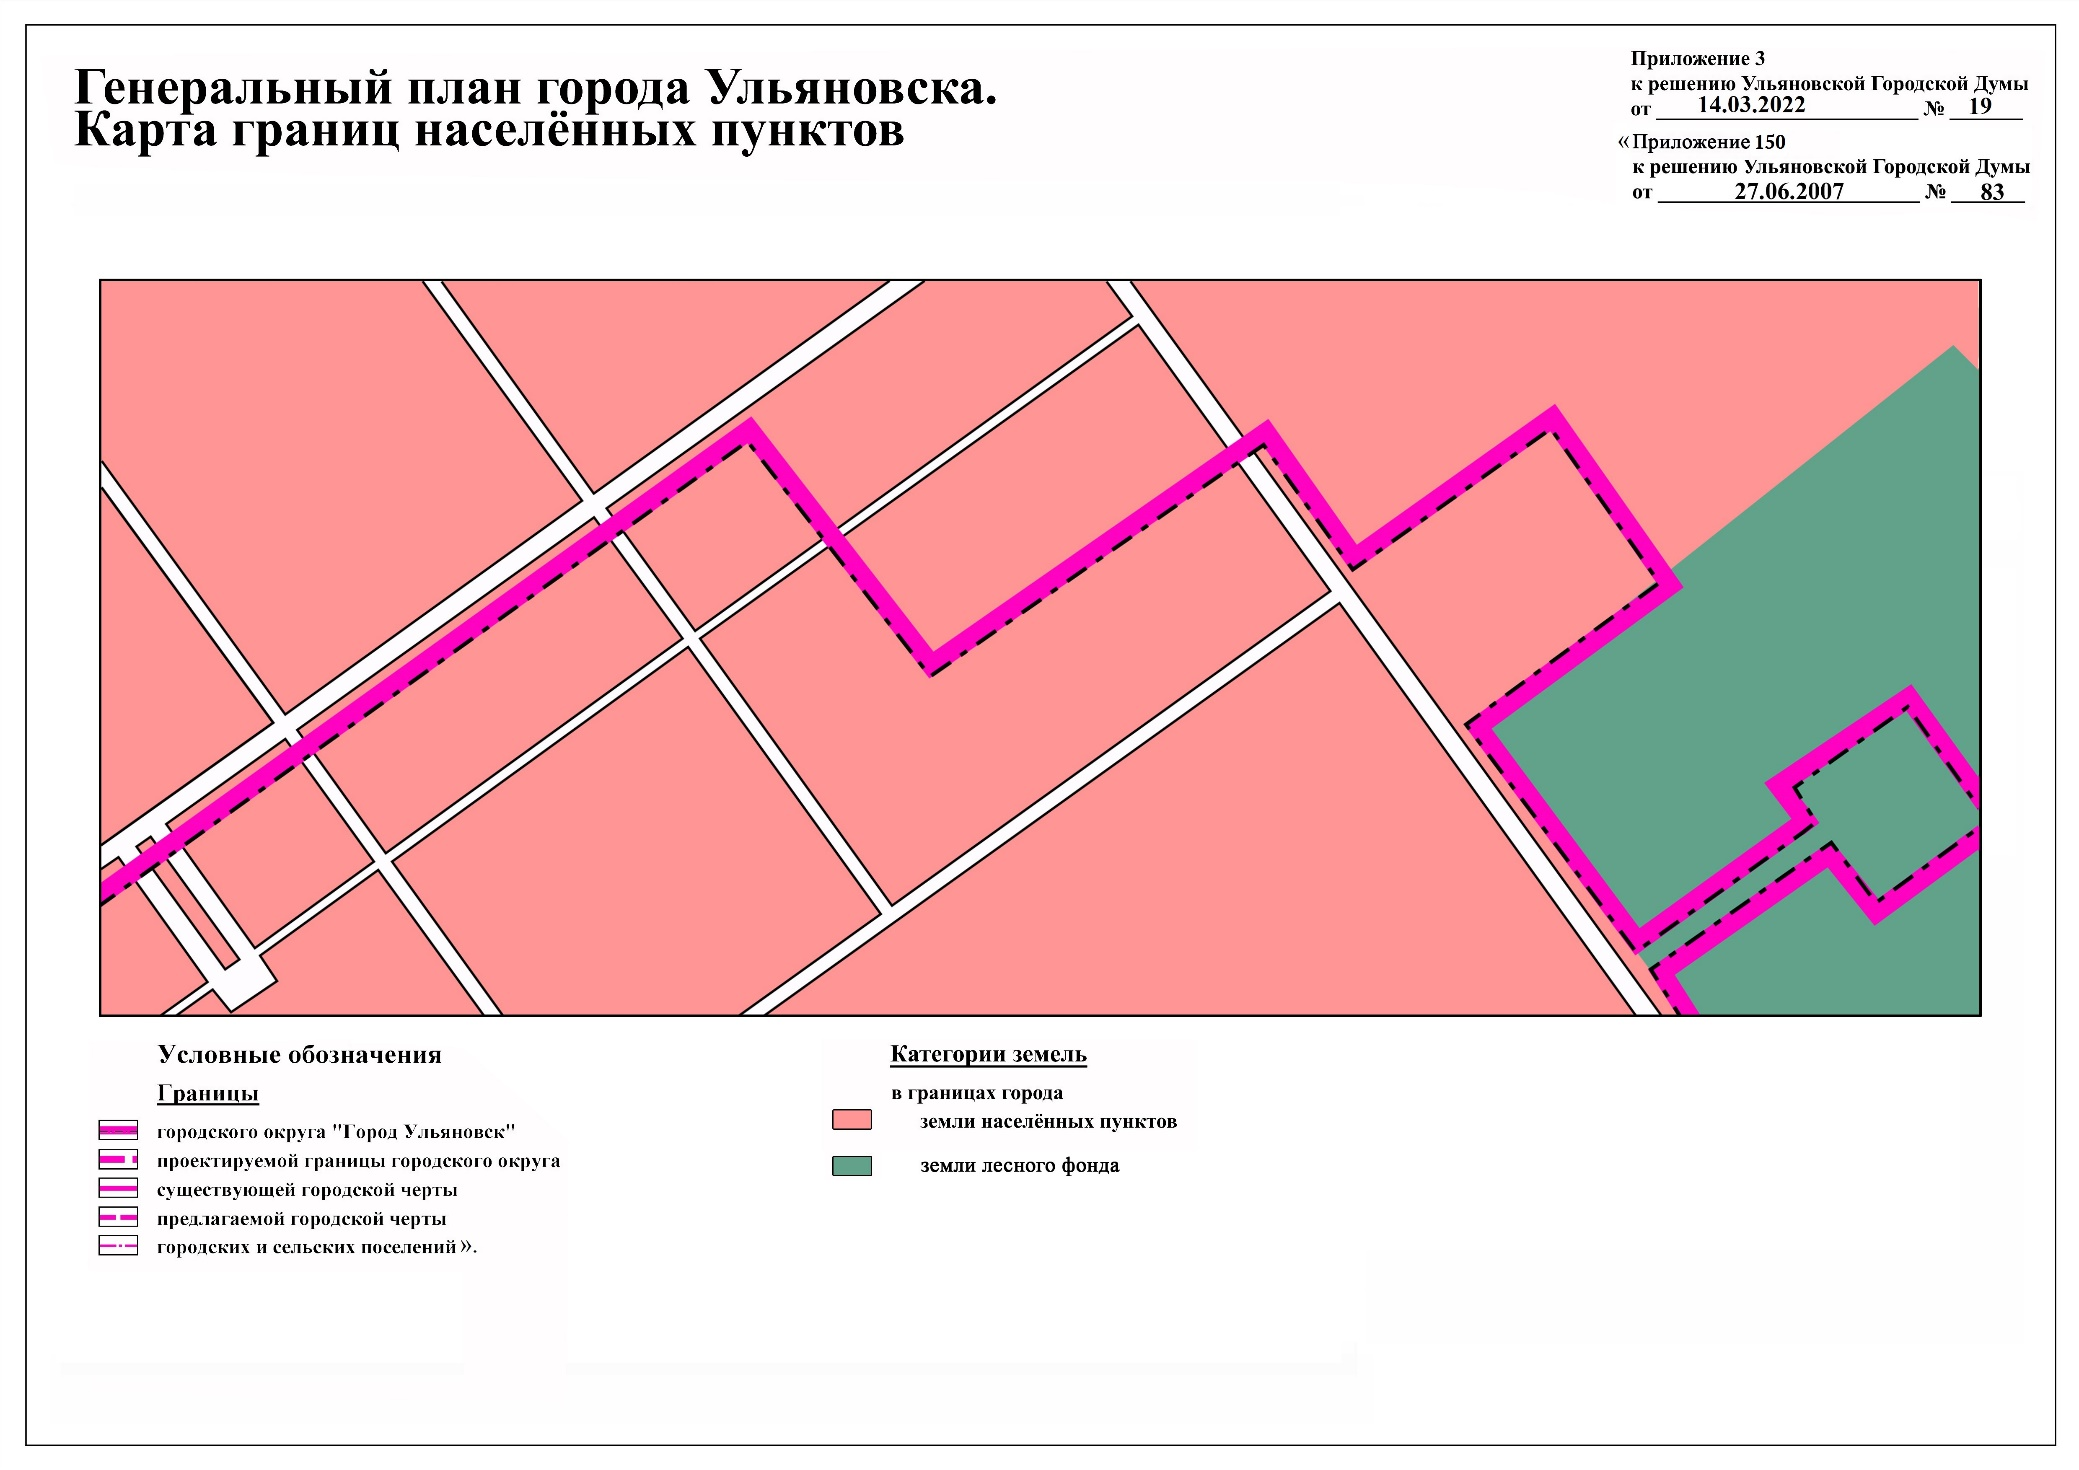 Генеральный план города Ульяновска.
Карта границ населённых пунктов
Приложение 3
к решению Ульяновской Городской Думы
от 14.03.2022 № 19
«Приложение 150
к решению Ульяновской Городской Думы
от 27.06.2007 № 83
Условные обозначения
Границы
городского округа "Город Ульяновск"
проектируемой границы городского округа
существующей городской черты
предлагаемой городской черты
городских и сельских поселений».
Категории земель
в границах города
земли населённых пунктов
земли лесного фонда